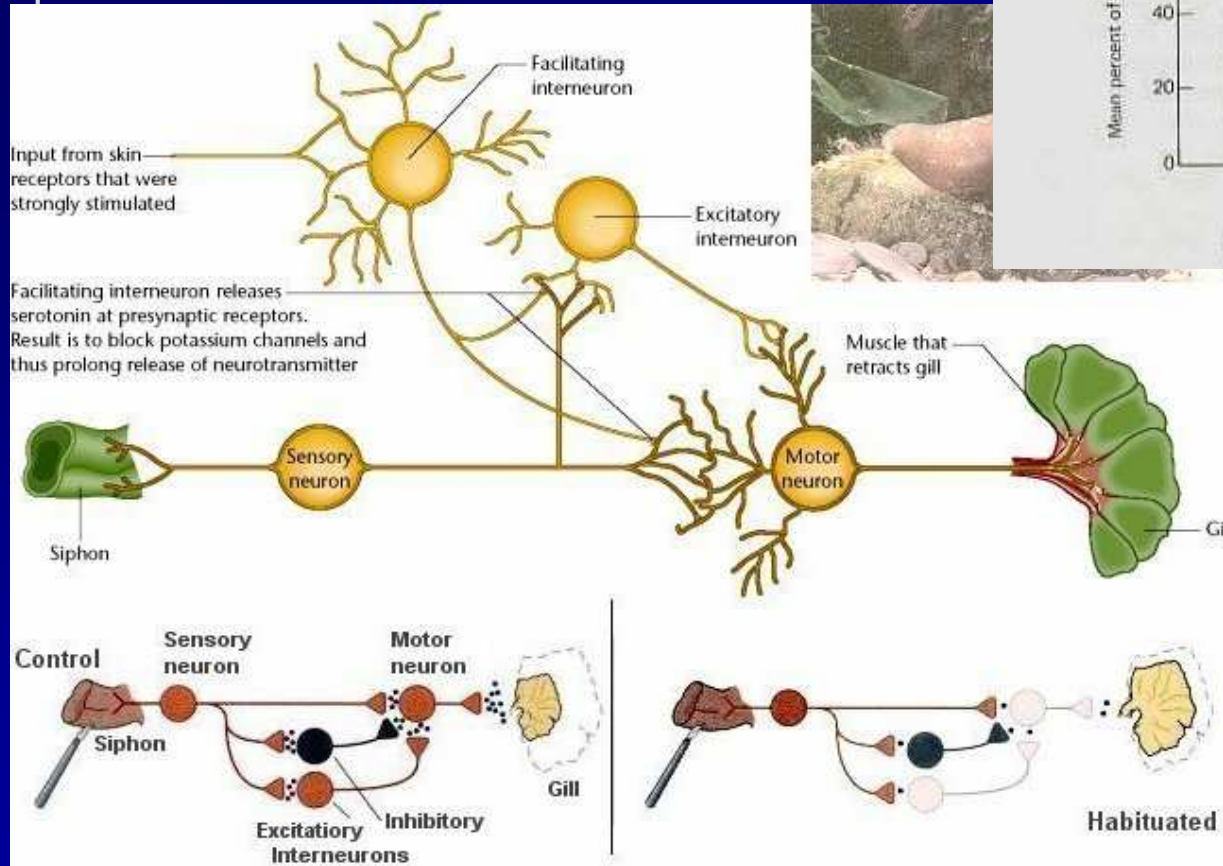 Facilitating
interneuron
Input from skin
receptors that were
strongly stimulated
Excitatory
interneuron
Facilitating interneuron releases
serotonin at presynaptic receptors.
Result is to block potassium channels and
thus prolong release of neurotransmitter
Mean percent of
40
20
0
Muscle that
retracts gill
Sensory
neuron
Motor
neuron
Siphon
Control
Sensory
neuron
Motor
neuron
Siphon
Gill
Excitatiory
Interneurons
Inhibitory
Habituated